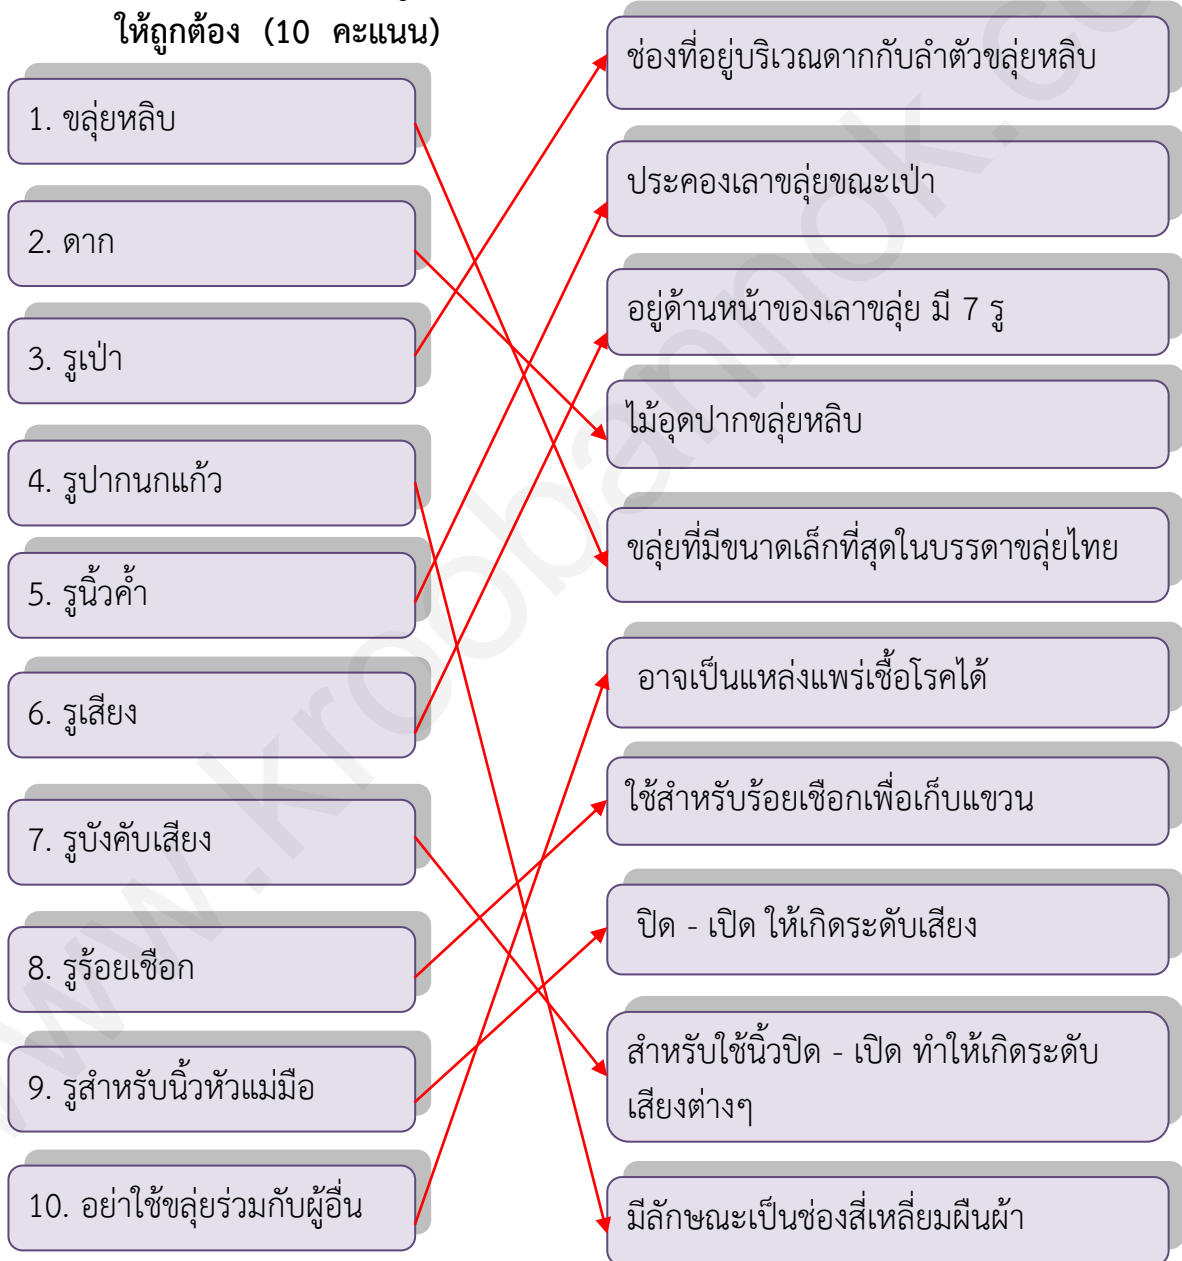 ให้ถูกต้อง (10 คะแนน)
1. ขลุ่ยหลิบ
2. ดาก
3. รูเป่า
4. รูปากนกแก้ว
5. รูนิ้วค้ำ
6. รูเสียง
7. รูบังคับเสียง
8. รูร้อยเชือก
9. รูสำหรับนิ้วหัวแม่มือ
10. อย่าใช้ขลุ่ยร่วมกับผู้อื่น
ช่องที่อยู่บริเวณดากกับลำตัวขลุ่ยหลิบ
ประคองเลาขลุ่ยขณะเป่า
อยู่ด้านหน้าของเลาขลุ่ย มี 7 รู
ไม้อุดปากขลุ่ยหลิบ
ขลุ่ยที่มีขนาดเล็กที่สุดในบรรดาขลุ่ยไทย
อาจเป็นแหล่งแพร่เชื้อโรคได้
ใช้สำหรับร้อยเชือกเพื่อเก็บแขวน
ปิด - เปิด ให้เกิดระดับเสียง
สำหรับใช้นิ้วปิด - เปิด ทำให้เกิดระดับ
เสียงต่างๆ
มีลักษณะเป็นช่องสี่เหลี่ยมผืนผ้า
www.kroobannok.co